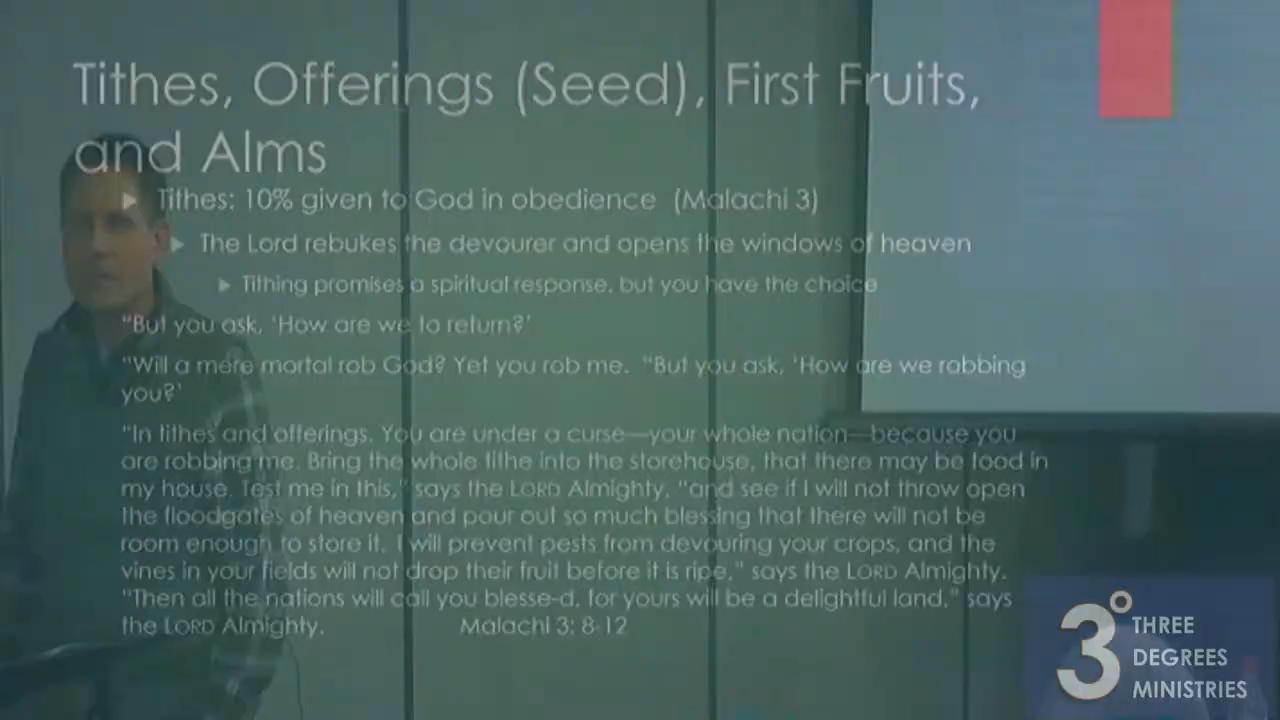 Tithes, Offerings (Seed), First Fruits,
and Alms
Tithes: 10% given to God in obedience (Malachi 3)
The Lord rebukes the devourer and opens the windows of heaven
Tithing promises a spiritual response, but you have the choice
"But you ask, 'How are we to return?'
"Will a mere mortal rob God? Yet you rob me. "But you ask, 'How are we robbing
you?'
"In tithes and offerings. You are under a curse—your whole nation—because you
are robbing me. Bring the whole tithe into the storehouse, that there may be food in
my house. Test me in this," says the LORD Almighty, "and see if I will not throw open
the floodgates of heaven and pour out so much blessing that there will not be
room enough to store it. I will prevent pests from devouring your crops, and the
vines in your fields will not drop their fruit before it is ripe," says the LORD Almighty.
"Then all the nations will call you blesse-d, for yours will be a delightful land," says
the LORD Almighty. Malachi 3: 8-12
3° THREE
DEGREES
MINISTRIES